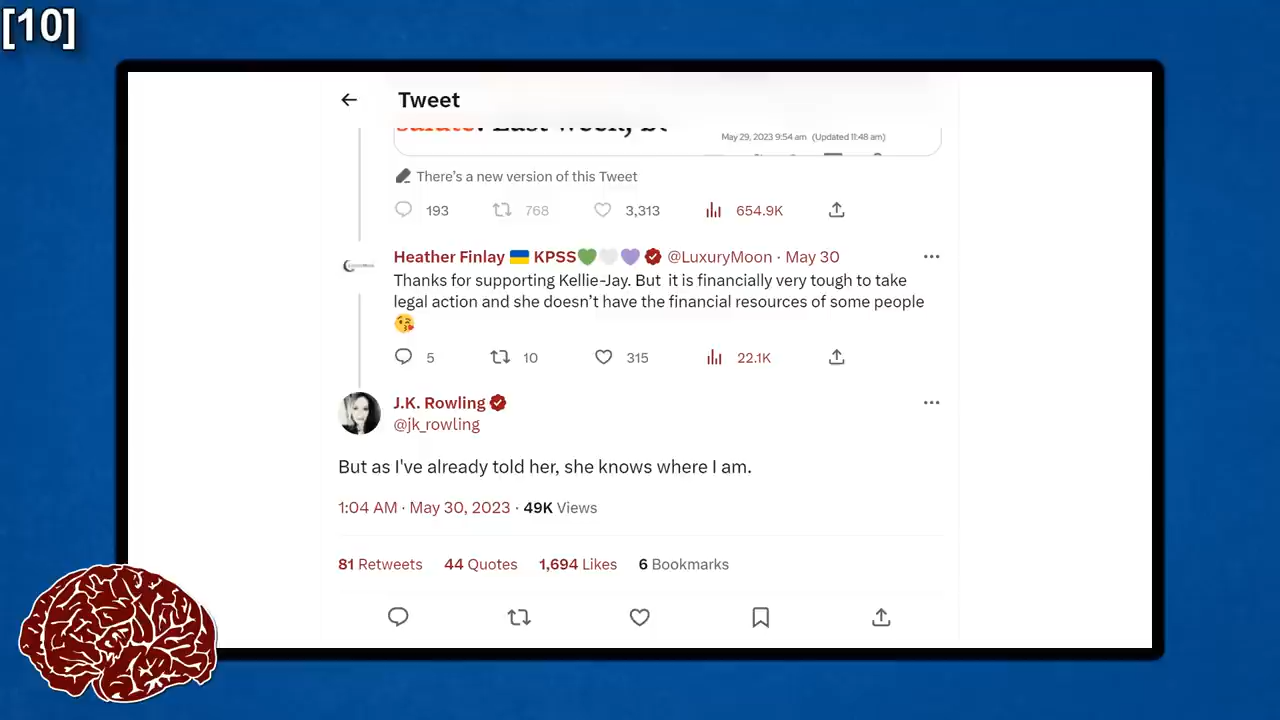 [10]
Tweet
salute. Last week, be
May 29, 2023 9:54 am (Updated 11:48 am)
There's a new version of this Tweet
193 768 3,313 654.9K
Heather Finlay 🇺🇦 KPSS💚🤍💜 @LuxuryMoon · May 30
Thanks for supporting Kellie-Jay. But it is financially very tough to take
legal action and she doesn't have the financial resources of some people
😘
5 10 315 22.1K
J.K. Rowling
@jk_rowling
But as I've already told her, she knows where I am.
1:04 AM · May 30, 2023 · 49K Views
81 Retweets 44 Quotes 1,694 Likes 6 Bookmarks